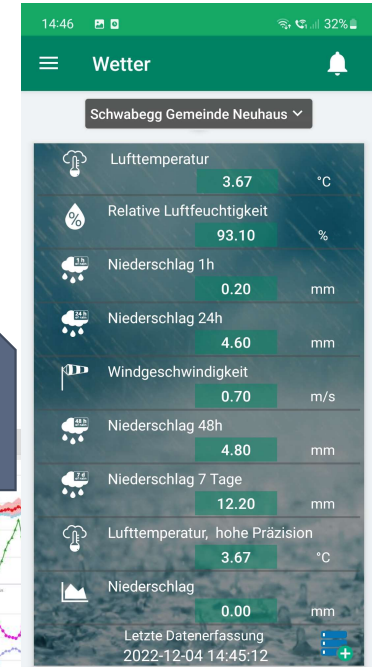 14:46 32%
Wetter
Schwabegg Gemeinde Neuhaus
Lufttemperatur
3.67 °C
Relative Luftfeuchtigkeit
93.10 %
Niederschlag 1h
0.20 mm
Niederschlag 24h
4.60 mm
Windgeschwindigkeit
0.70 m/s
Niederschlag 48h
4.80 mm
Niederschlag 7 Tage
12.20 mm
Lufttemperatur, hohe Präzision
3.67 °C
Niederschlag
0.00 mm
Letzte Datenerfassung
2022-12-04 14:45:12